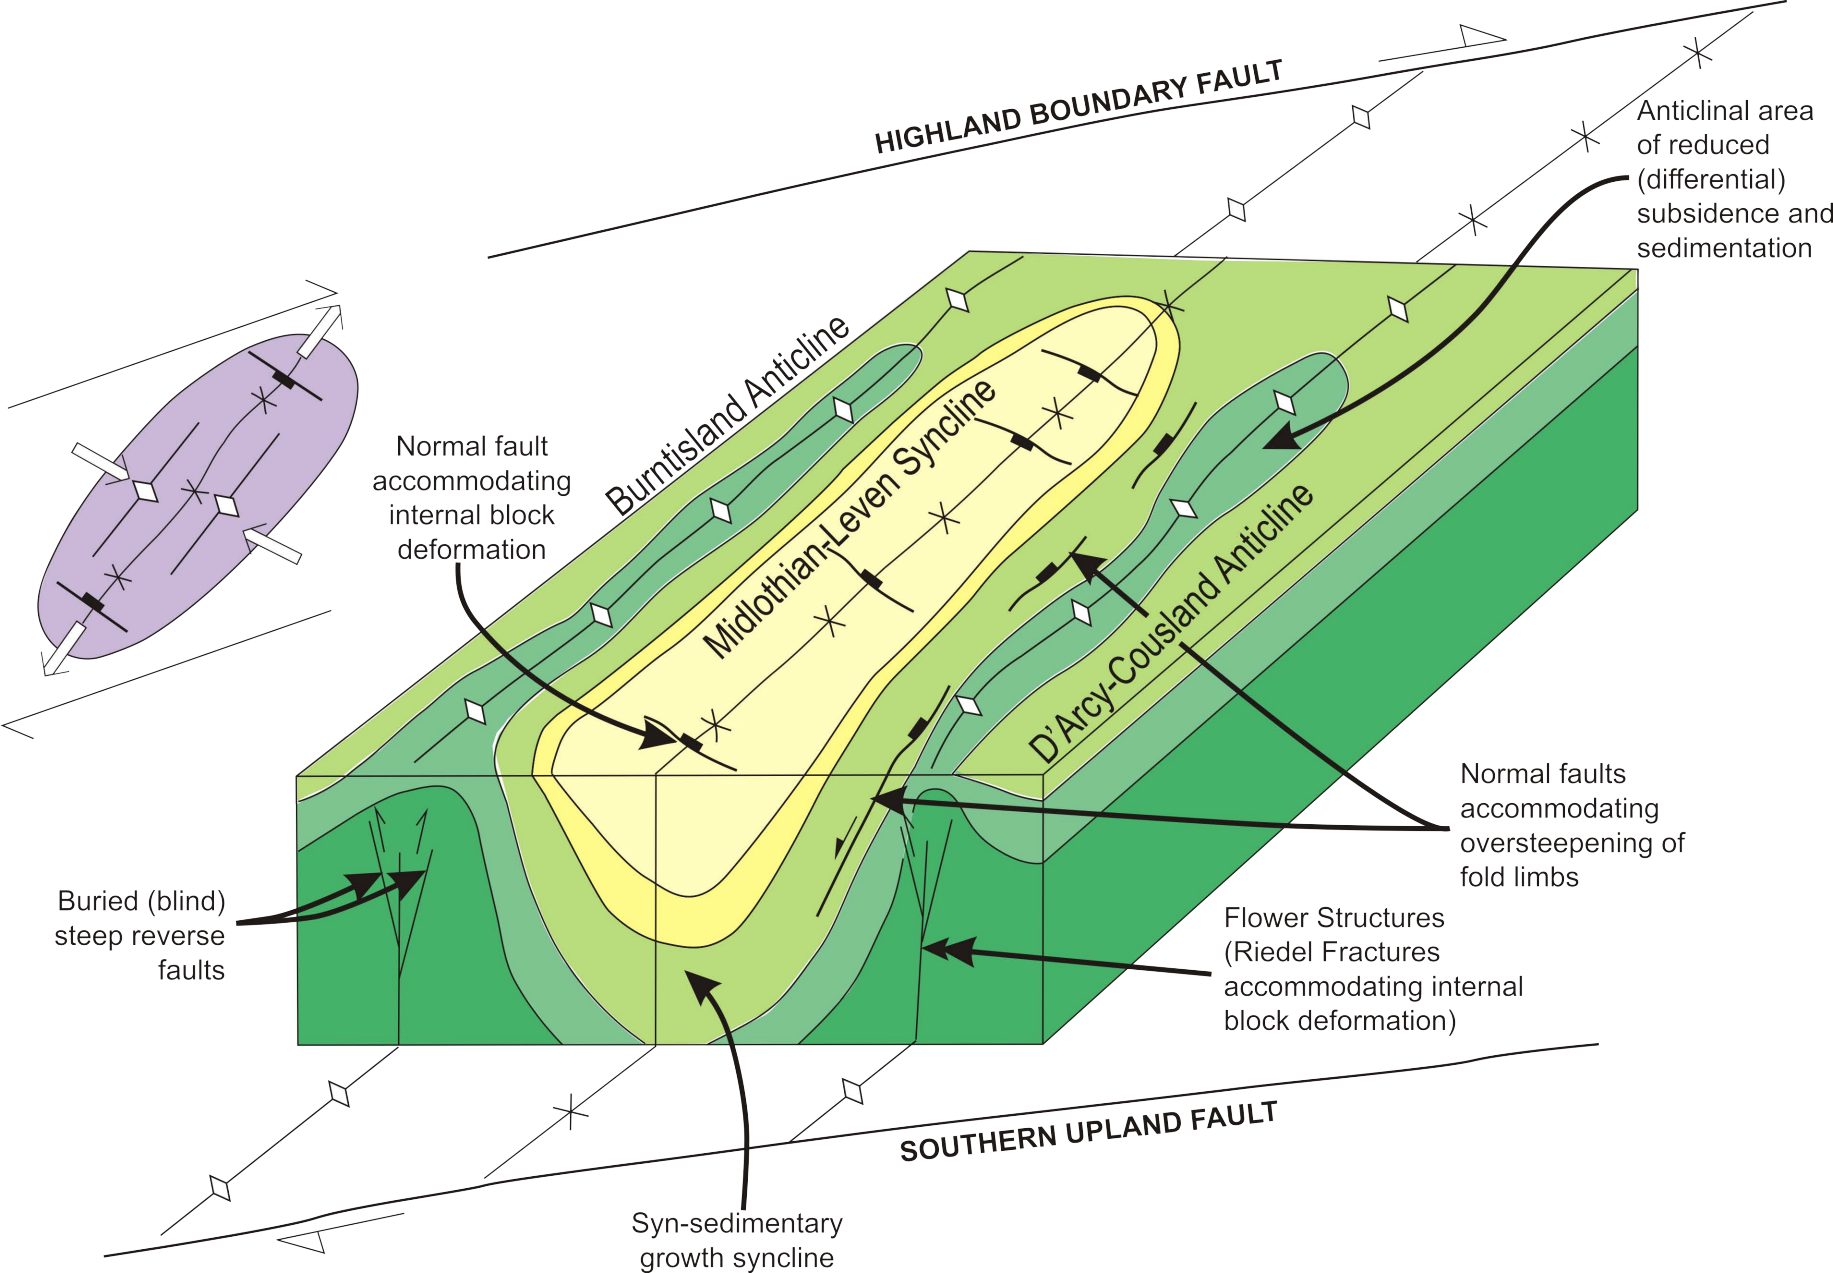 HIGHLAND BOUNDARY FAULT
Anticlinal area
of reduced
(differential)
subsidence and
sedimentation
Burntisland Anticline
Normal fault
accommodating
internal block
deformation
Midlothian-Leven Syncline
D'Arcy-Cousland Anticline
Normal faults
accommodating
oversteepening of
fold limbs
Buried (blind)
steep reverse
faults
Flower Structures
(Riedel Fractures
accommodating internal
block deformation)
SOUTHERN UPLAND FAULT
Syn-sedimentary
growth syncline